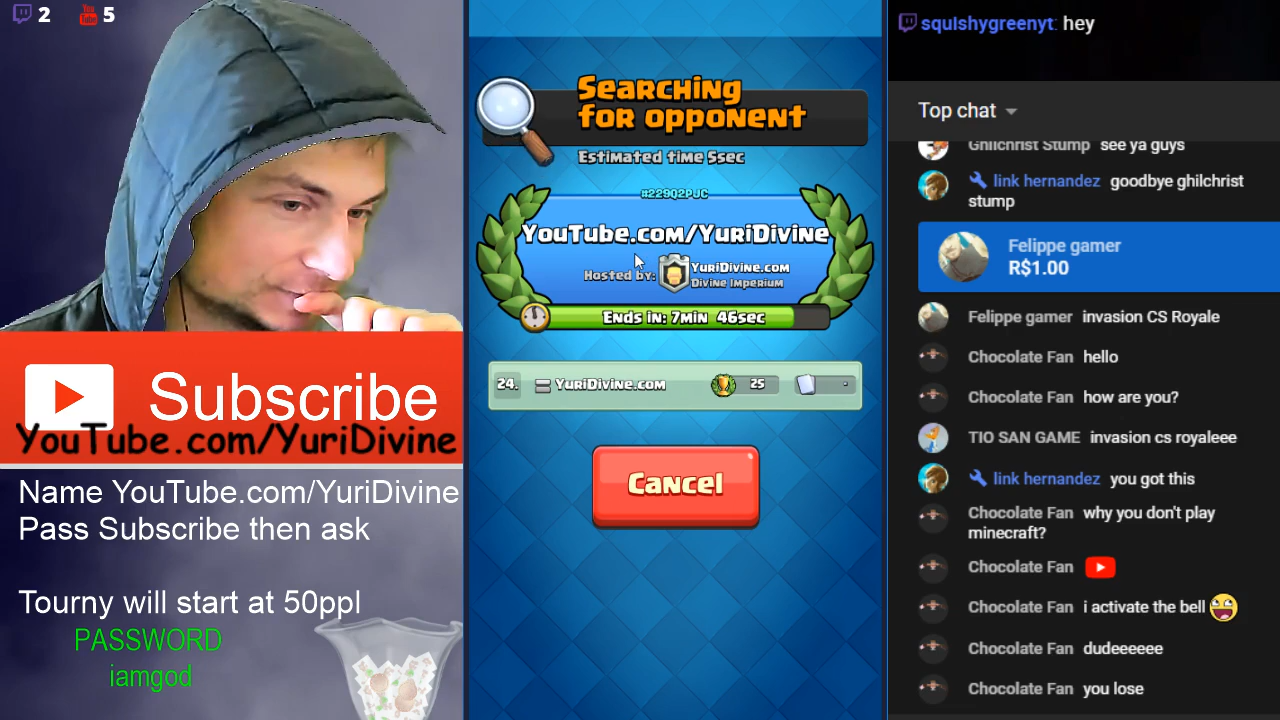 2 5
Subscribe
YouTube.com/YuriDivine
Name YouTube.com/YuriDivine
Pass Subscribe then ask
Tourny will start at 50ppl
PASSWORD
iamgod
Searching
for opponent
Estimated time 5sec
#229Q2PJC
YouTube.com/YuriDivine
Hosted by: YuriDivine.com
Divine Imperium
Ends in: 7min 46sec
24. YuriDivine.com 25 -
Cancel
squishygreenyt: hey
Top chat
Ghilchrist Stump see ya guys
link hernandez goodbye ghilchrist
stump
Felippe gamer
R$1.00
Felippe gamer invasion CS Royale
Chocolate Fan hello
Chocolate Fan how are you?
TIO SAN GAME invasion cs royaleee
link hernandez you got this
Chocolate Fan why you don't play
minecraft?
Chocolate Fan
Chocolate Fan i activate the bell
Chocolate Fan dudeeeeee
Chocolate Fan you lose